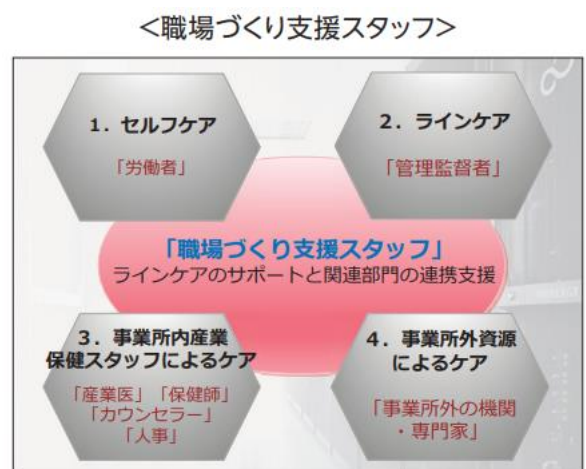 ＜職場づくり支援スタッフ＞
1．セルフケア
「労働者」
2．ラインケア
「管理監督者」
「職場づくり支援スタッフ」
ラインケアのサポートと関連部門の連携支援
3．事業所内産業
保健スタッフによるケア
「産業医」「保健師」
「カウンセラー」
「人事」
4．事業所外資源
によるケア
「事業所外の機関
・専門家」